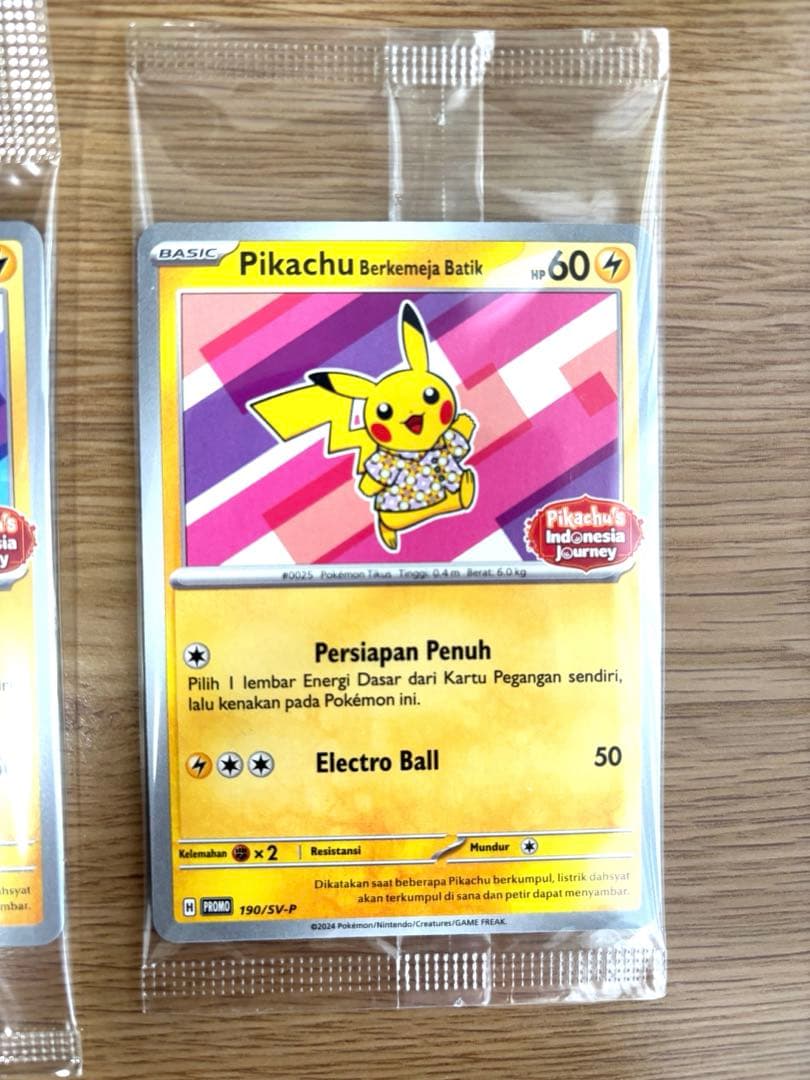 BASIC Pikachu Berkemeja Batik HP 60
Pikachu's
Indonesia
Journey
#0025 Pokémon Tikus Tinggi: 0.4 m Berat: 6.0 kg
Persiapan Penuh
Pilih 1 lembar Energi Dasar dari Kartu Pegangan sendiri,
lalu kenakan pada Pokémon ini.
Electro Ball 50
Kelemahan ×2 Resistansi Mundur
Dikatakan saat beberapa Pikachu berkumpul, listrik dahsyat
akan terkumpul di sana dan petir dapat menyambar.
H PROMO 190/SV-P
©2024 Pokémon/Nintendo/Creatures/GAME FREAK.